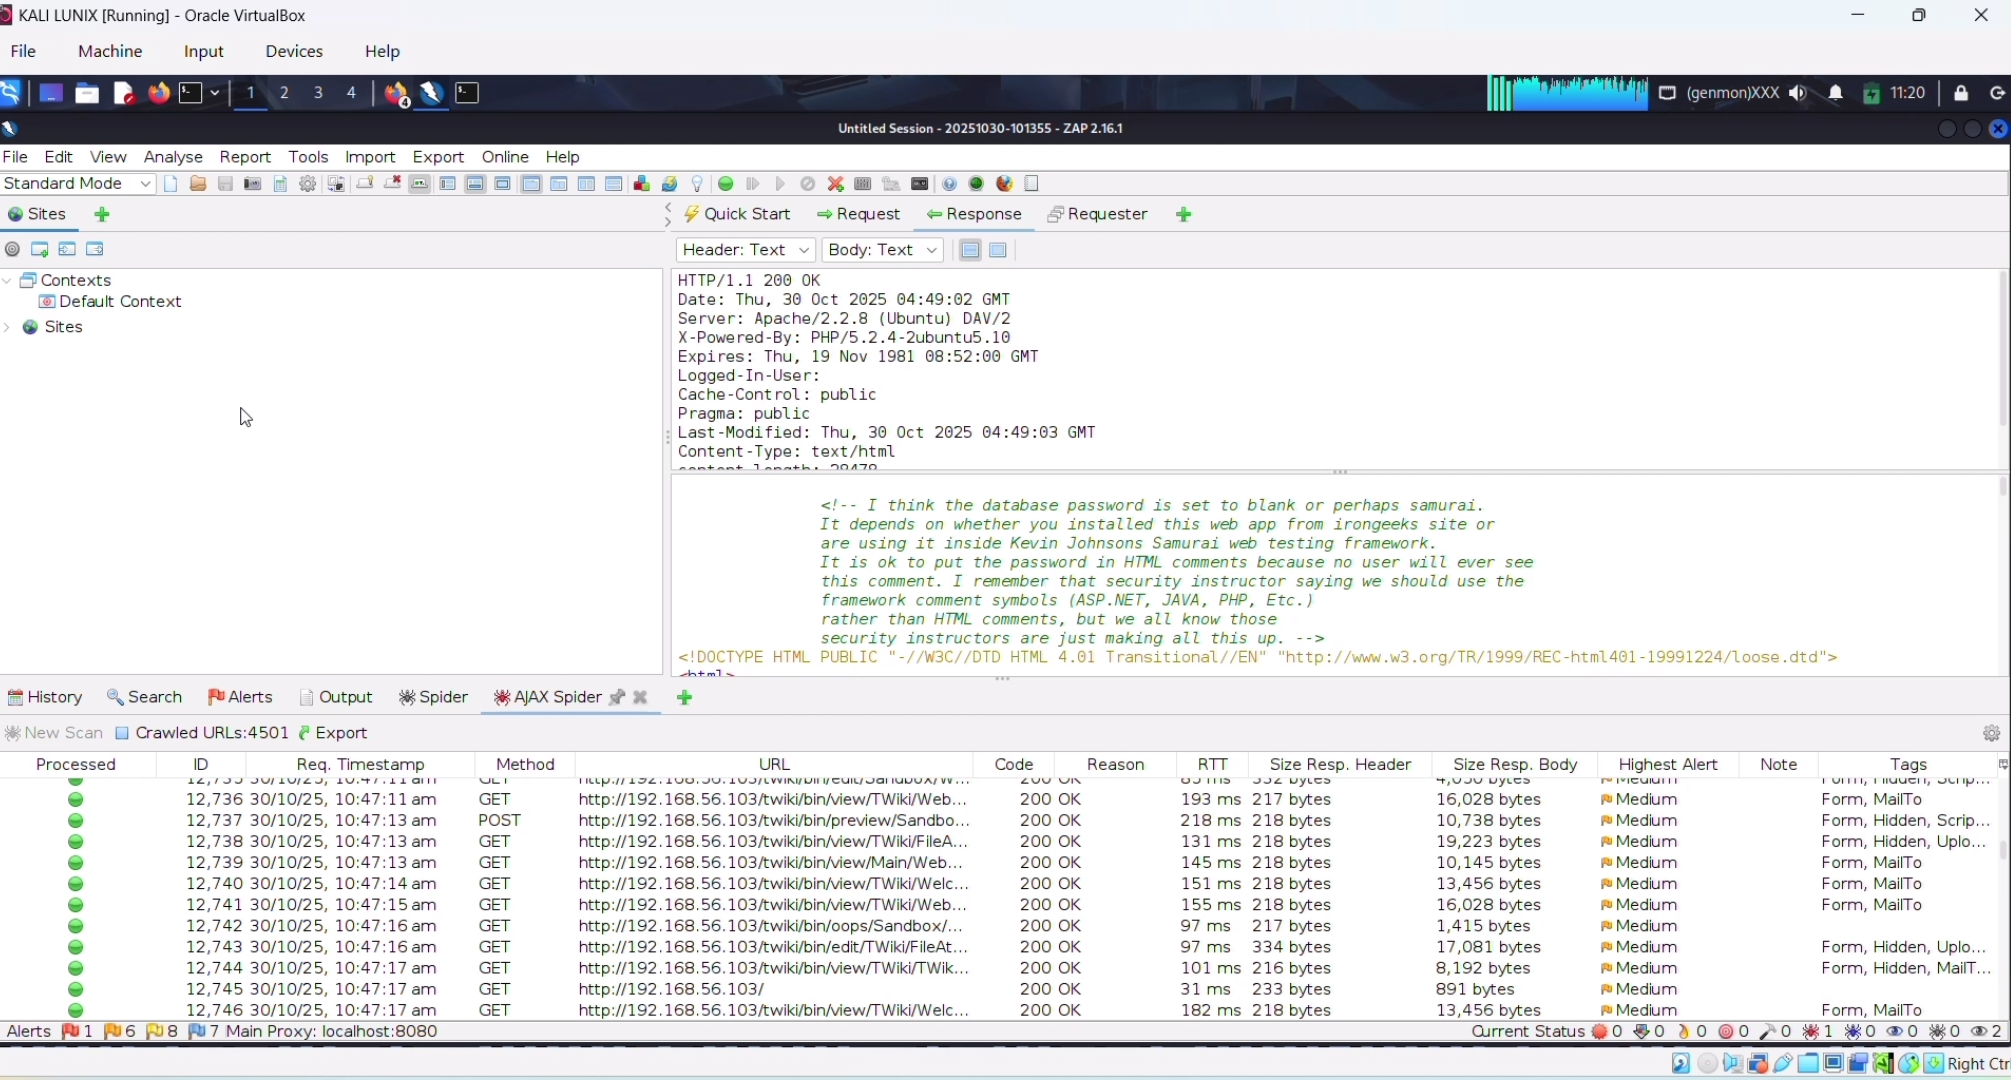 KALI LUNIX [Running] - Oracle VirtualBox
File Machine Input Devices Help
1 2 3 4 4 (genmon)XXX 11:20
Untitled Session - 20251030-101355 - ZAP 2.16.1
File Edit View Analyse Report Tools Import Export Online Help
Standard Mode
Sites Quick Start Request Response Requester
Header: Text Body: Text
Contexts
Default Context
Sites
HTTP/1.1 200 OK
Date: Thu, 30 Oct 2025 04:49:02 GMT
Server: Apache/2.2.8 (Ubuntu) DAV/2
X-Powered-By: PHP/5.2.4-2ubuntu5.10
Expires: Thu, 19 Nov 1981 08:52:00 GMT
Logged-In-User:
Cache-Control: public
Pragma: public
Last-Modified: Thu, 30 Oct 2025 04:49:03 GMT
Content-Type: text/html
<!-- I think the database password is set to blank or perhaps samurai.
It depends on whether you installed this web app from irongeeks site or
are using it inside Kevin Johnsons Samurai web testing framework.
It is ok to put the password in HTML comments because no user will ever see
this comment. I remember that security instructor saying we should use the
framework comment symbols (ASP.NET, JAVA, PHP, Etc.)
rather than HTML comments, but we all know those
security instructors are just making all this up. -->
<!DOCTYPE HTML PUBLIC "-//W3C//DTD HTML 4.01 Transitional//EN" "http://www.w3.org/TR/1999/REC-html401-19991224/loose.dtd">
History Search Alerts Output Spider AJAX Spider
New Scan Crawled URLs:4501 Export
Processed ID Req. Timestamp Method URL Code Reason RTT Size Resp. Header Size Resp. Body Highest Alert Note Tags
12,736 30/10/25, 10:47:11 am GET http://192.168.56.103/twiki/bin/view/TWiki/Web... 200 OK 193 ms 217 bytes 16,028 bytes Medium Form, MailTo
12,737 30/10/25, 10:47:13 am POST http://192.168.56.103/twiki/bin/preview/Sandbo... 200 OK 218 ms 218 bytes 10,738 bytes Medium Form, Hidden, Scrip...
12,738 30/10/25, 10:47:13 am GET http://192.168.56.103/twiki/bin/view/TWiki/FileA... 200 OK 131 ms 218 bytes 19,223 bytes Medium Form, Hidden, Uplo...
12,739 30/10/25, 10:47:13 am GET http://192.168.56.103/twiki/bin/view/Main/Web... 200 OK 145 ms 218 bytes 10,145 bytes Medium Form, MailTo
12,740 30/10/25, 10:47:14 am GET http://192.168.56.103/twiki/bin/view/TWiki/Welc... 200 OK 151 ms 218 bytes 13,456 bytes Medium Form, MailTo
12,741 30/10/25, 10:47:15 am GET http://192.168.56.103/twiki/bin/view/TWiki/Web... 200 OK 155 ms 218 bytes 16,028 bytes Medium Form, MailTo
12,742 30/10/25, 10:47:16 am GET http://192.168.56.103/twiki/bin/oops/Sandbox/... 200 OK 97 ms 217 bytes 1,415 bytes Medium
12,743 30/10/25, 10:47:16 am GET http://192.168.56.103/twiki/bin/edit/TWiki/FileAt... 200 OK 97 ms 334 bytes 17,081 bytes Medium Form, Hidden, Uplo...
12,744 30/10/25, 10:47:17 am GET http://192.168.56.103/twiki/bin/view/TWiki/TWik... 200 OK 101 ms 216 bytes 8,192 bytes Medium Form, Hidden, MailT...
12,745 30/10/25, 10:47:17 am GET http://192.168.56.103/ 200 OK 31 ms 233 bytes 891 bytes Medium
12,746 30/10/25, 10:47:17 am GET http://192.168.56.103/twiki/bin/view/TWiki/Welc... 200 OK 182 ms 218 bytes 13,456 bytes Medium Form, MailTo
Alerts 1 6 8 7 Main Proxy: localhost:8080 Current Status 0 0 0 0 0 1 0 0 0 2
Right Ctr